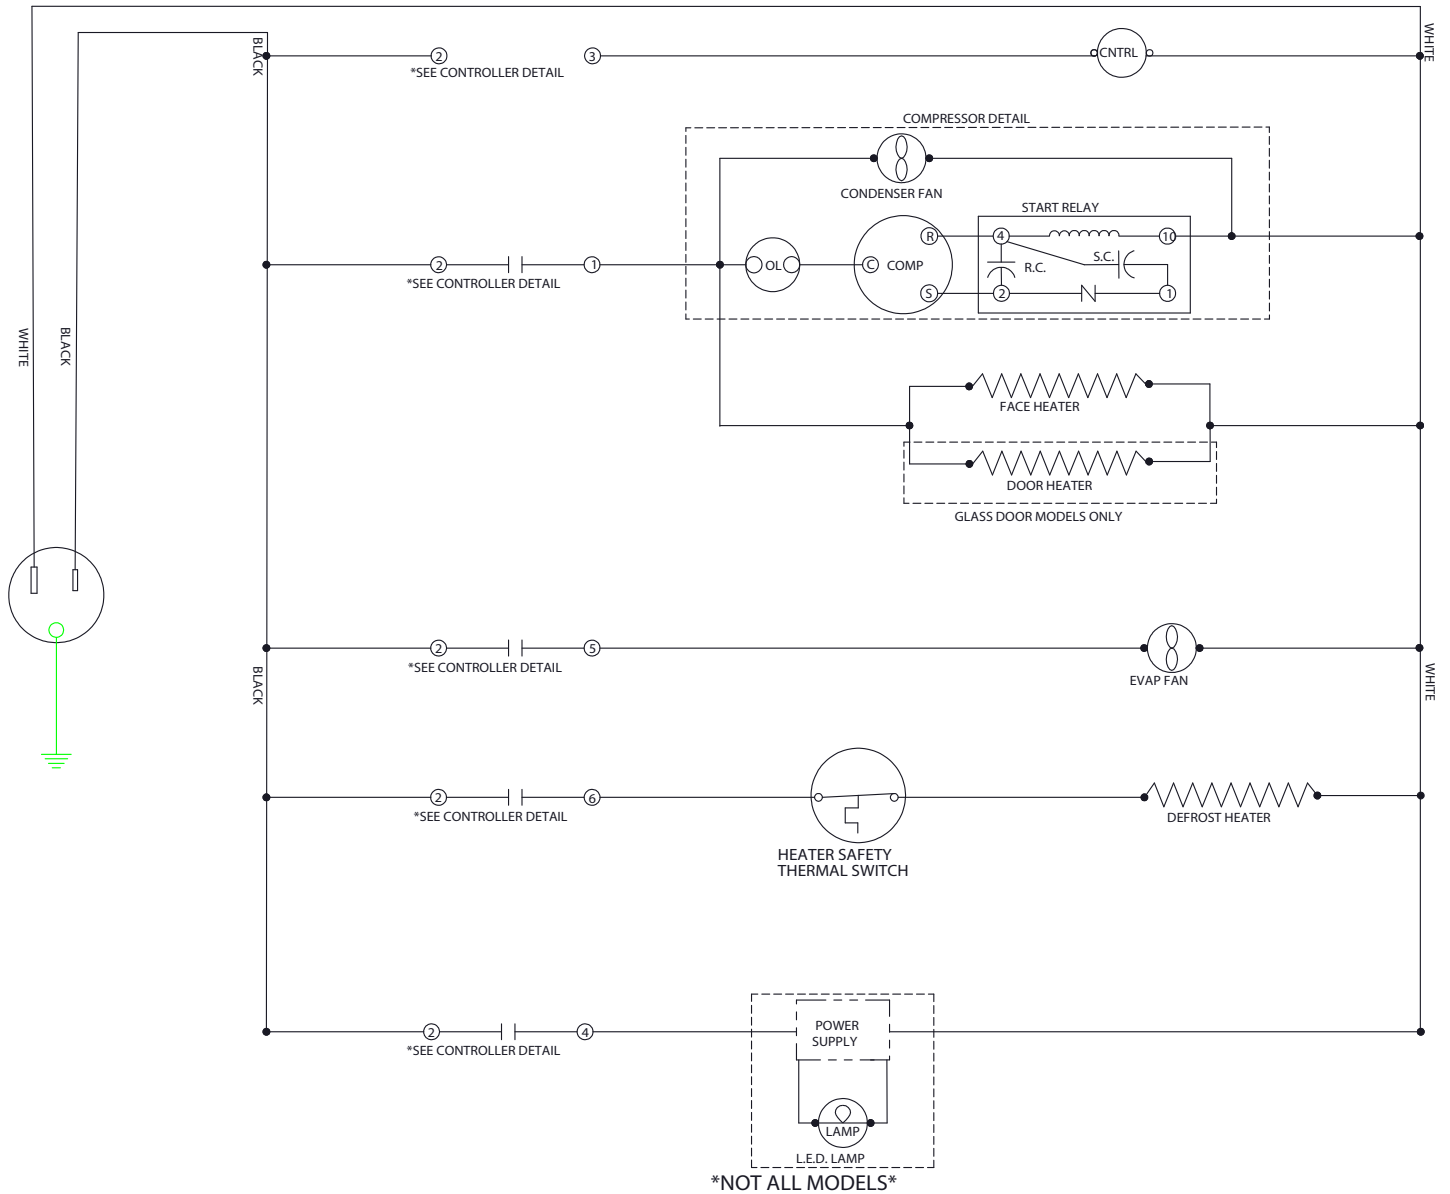 BLACK
WHITE
2
3
CNTRL
*SEE CONTROLLER DETAIL
COMPRESSOR DETAIL
CONDENSER FAN
START RELAY
R
4
10
2
1
OL
C
COMP
R.C.
S.C.
*SEE CONTROLLER DETAIL
S
2
1
WHITE
BLACK
FACE HEATER
DOOR HEATER
GLASS DOOR MODELS ONLY
2
5
*SEE CONTROLLER DETAIL
BLACK
WHITE
EVAP FAN
2
6
*SEE CONTROLLER DETAIL
DEFROST HEATER
HEATER SAFETY
THERMAL SWITCH
2
4
*SEE CONTROLLER DETAIL
POWER
SUPPLY
LAMP
L.E.D. LAMP
*NOT ALL MODELS*